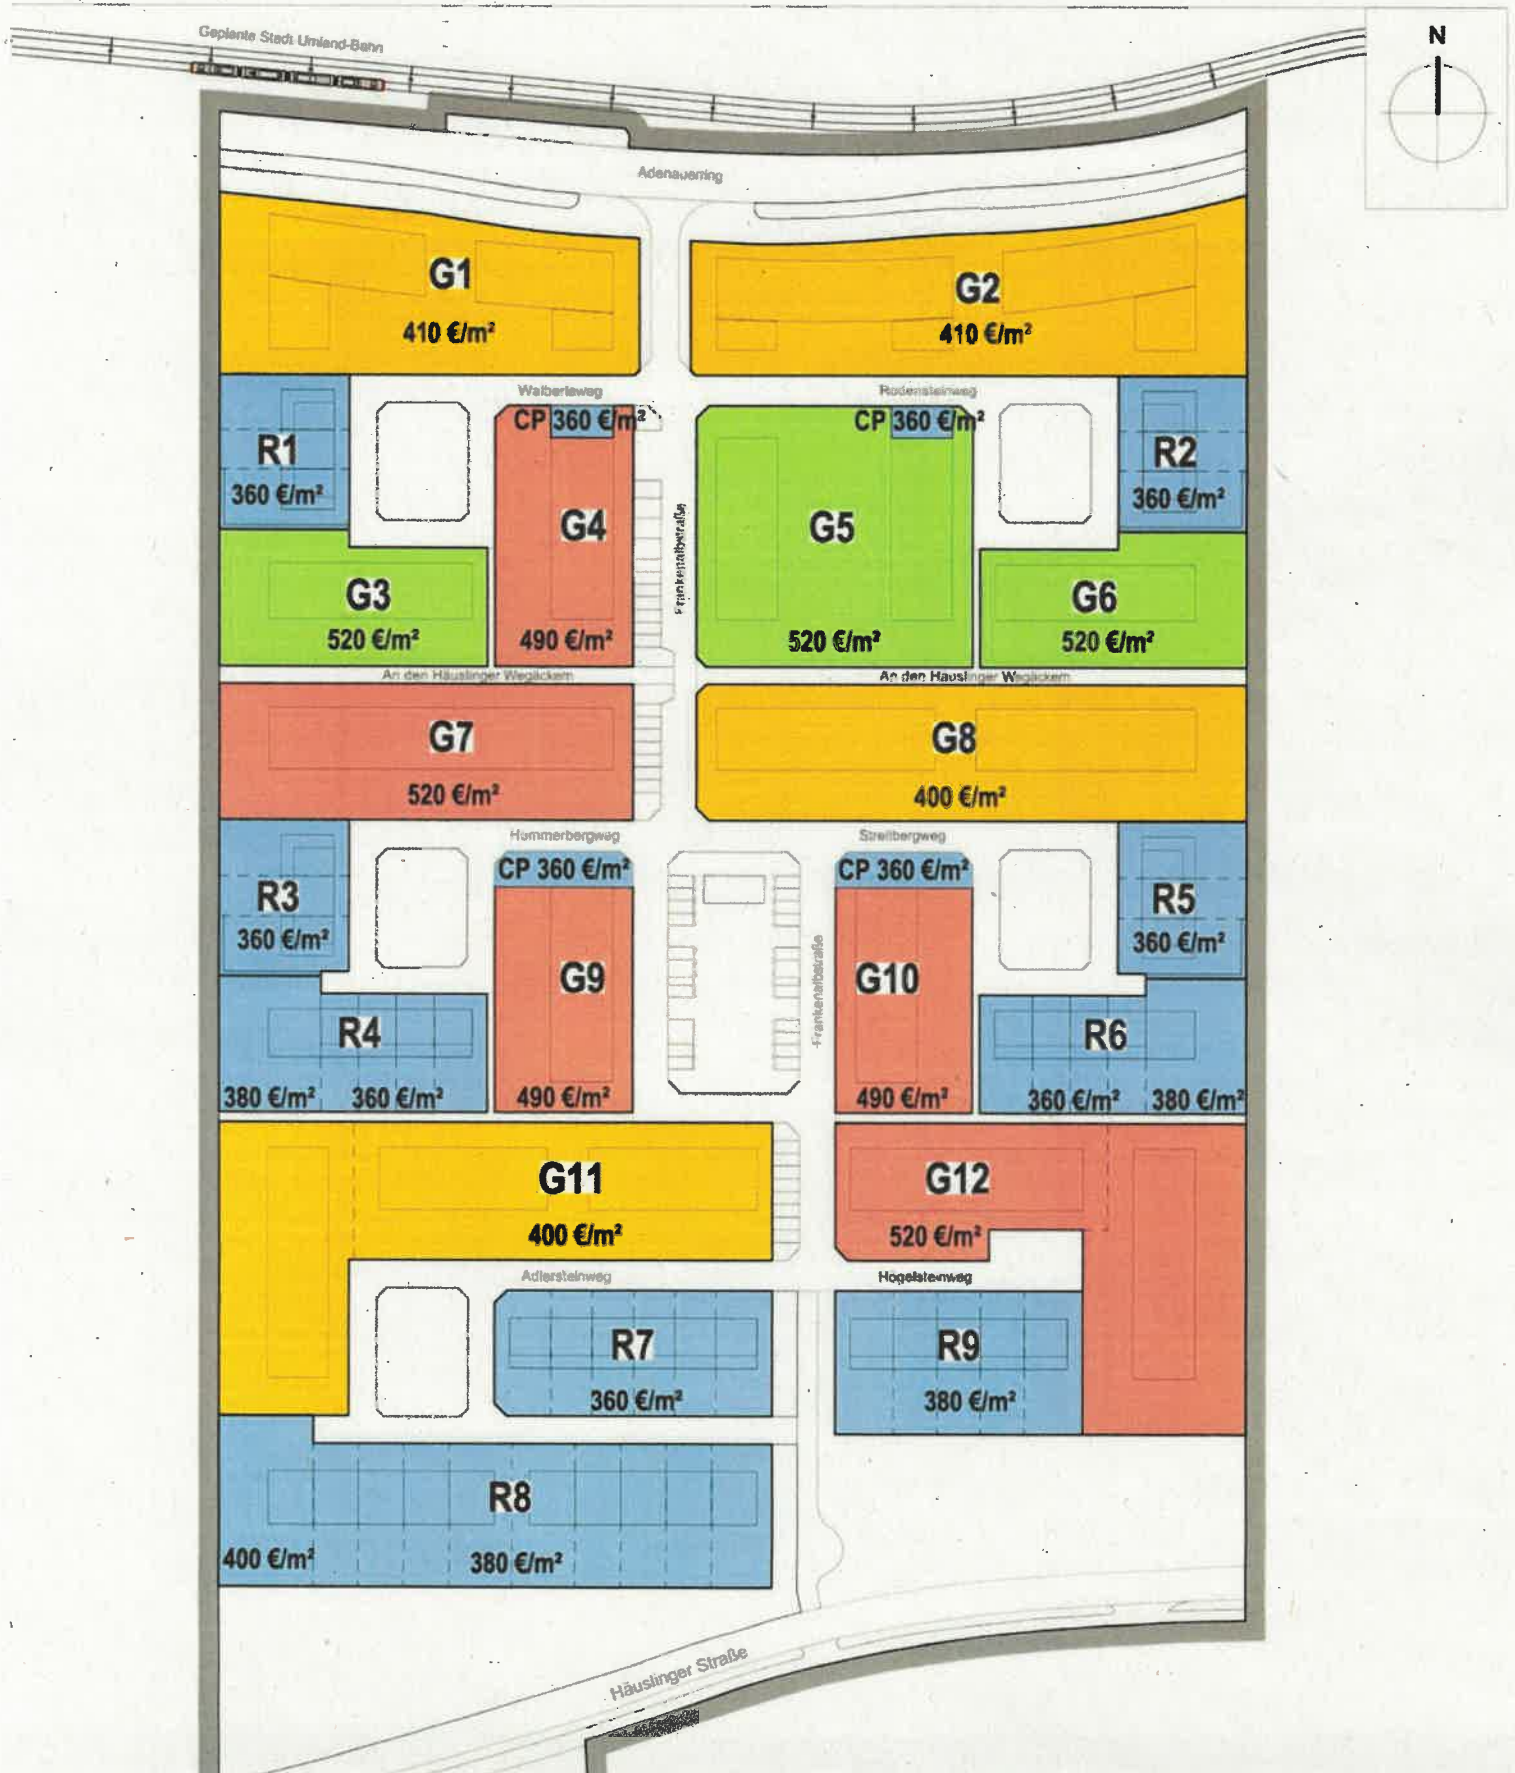 Geplante Stadt Umland-Bahn
N
Adenauerring
G1
410 €/m²
G2
410 €/m²
Walberlaweg
Rodensteinweg
CP 360 €/m²
CP 360 €/m²
R1
360 €/m²
R2
360 €/m²
G4
490 €/m²
Frankenalbstraße
G5
520 €/m²
G3
520 €/m²
G6
520 €/m²
An den Häuslinger Wegäckern
An den Häuslinger Wegäckern
G7
520 €/m²
G8
400 €/m²
Hummerbergweg
Streitbergweg
CP 360 €/m²
CP 360 €/m²
R3
360 €/m²
R5
360 €/m²
G9
490 €/m²
G10
490 €/m²
Frankenalbstraße
R4
380 €/m² 360 €/m²
R6
360 €/m² 380 €/m²
G11
400 €/m²
G12
520 €/m²
Adlersteinweg
Hogelsteinweg
R7
360 €/m²
R9
380 €/m²
R8
400 €/m² 380 €/m²
Häuslinger Straße